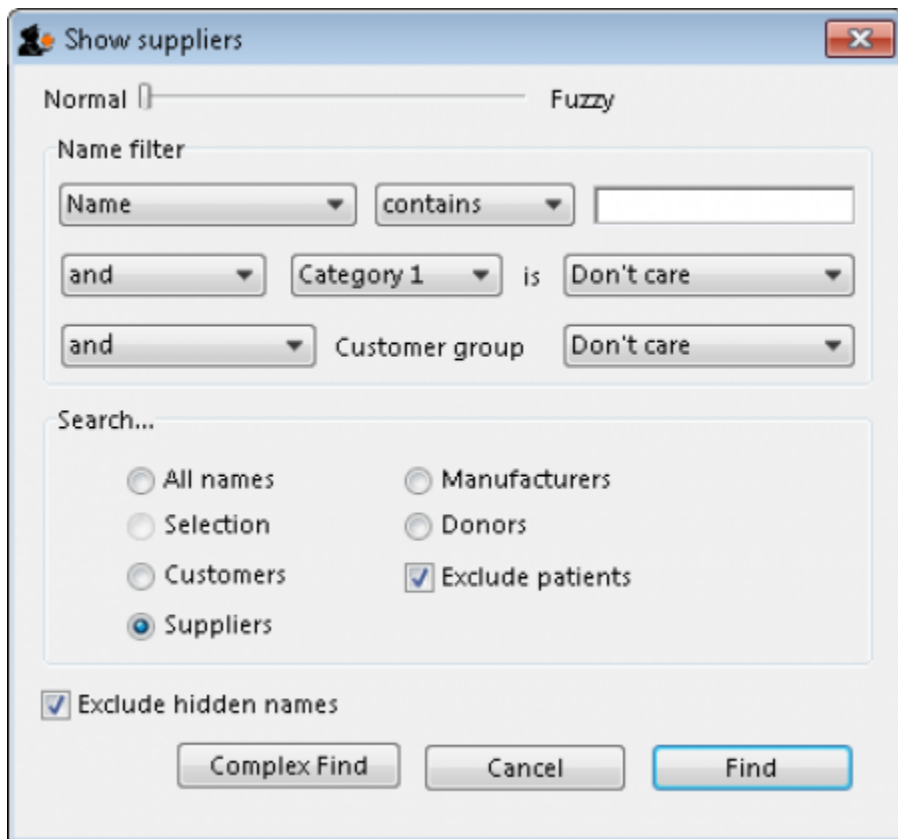 Show suppliers
Normal Fuzzy
Name filter
Name contains
and Category 1 is Don't care
and Customer group Don't care
Search...
All names Manufacturers
Selection Donors
Customers Exclude patients
Suppliers
Exclude hidden names
Complex Find Cancel Find